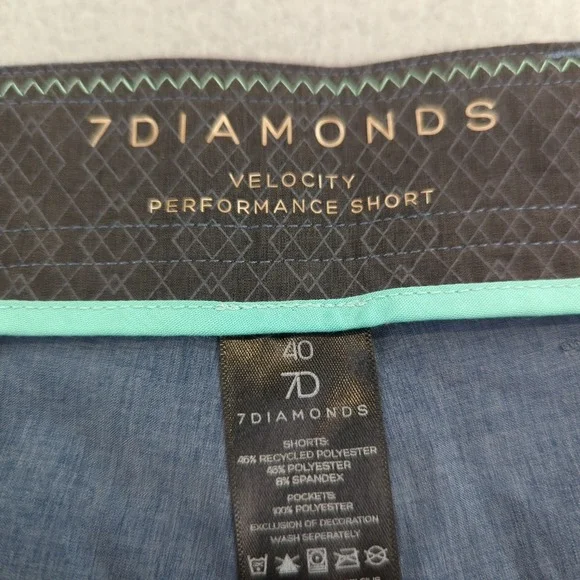 7DIAMONDS
VELOCITY
PERFORMANCE SHORT
40
7D
7DIAMONDS
SHORTS:
46% RECYCLED POLYESTER
46% POLYESTER
8% SPANDEX
POCKETS:
100% POLYESTER
EXCLUSION OF DECORATION
WASH SEPERATELY